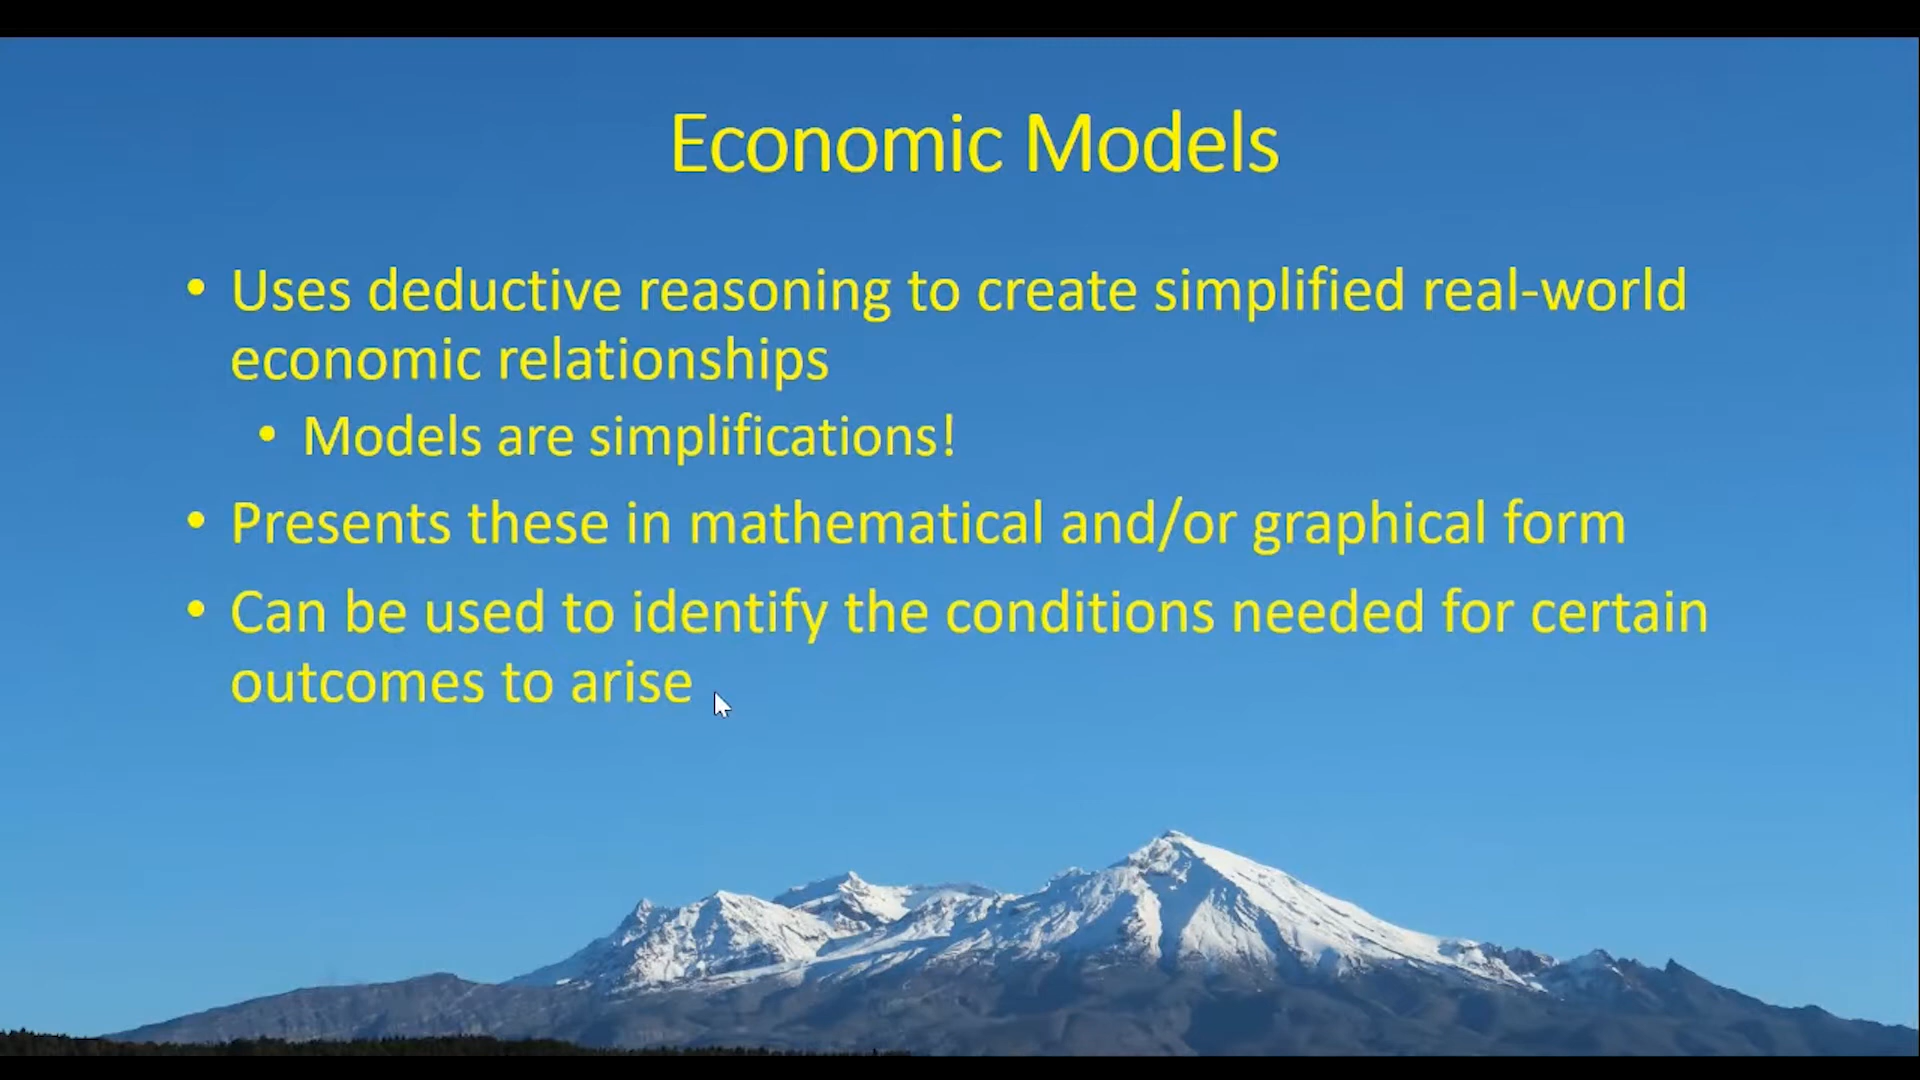 Economic Models
• Uses deductive reasoning to create simplified real-world
economic relationships
• Models are simplifications!
• Presents these in mathematical and/or graphical form
• Can be used to identify the conditions needed for certain
outcomes to arise